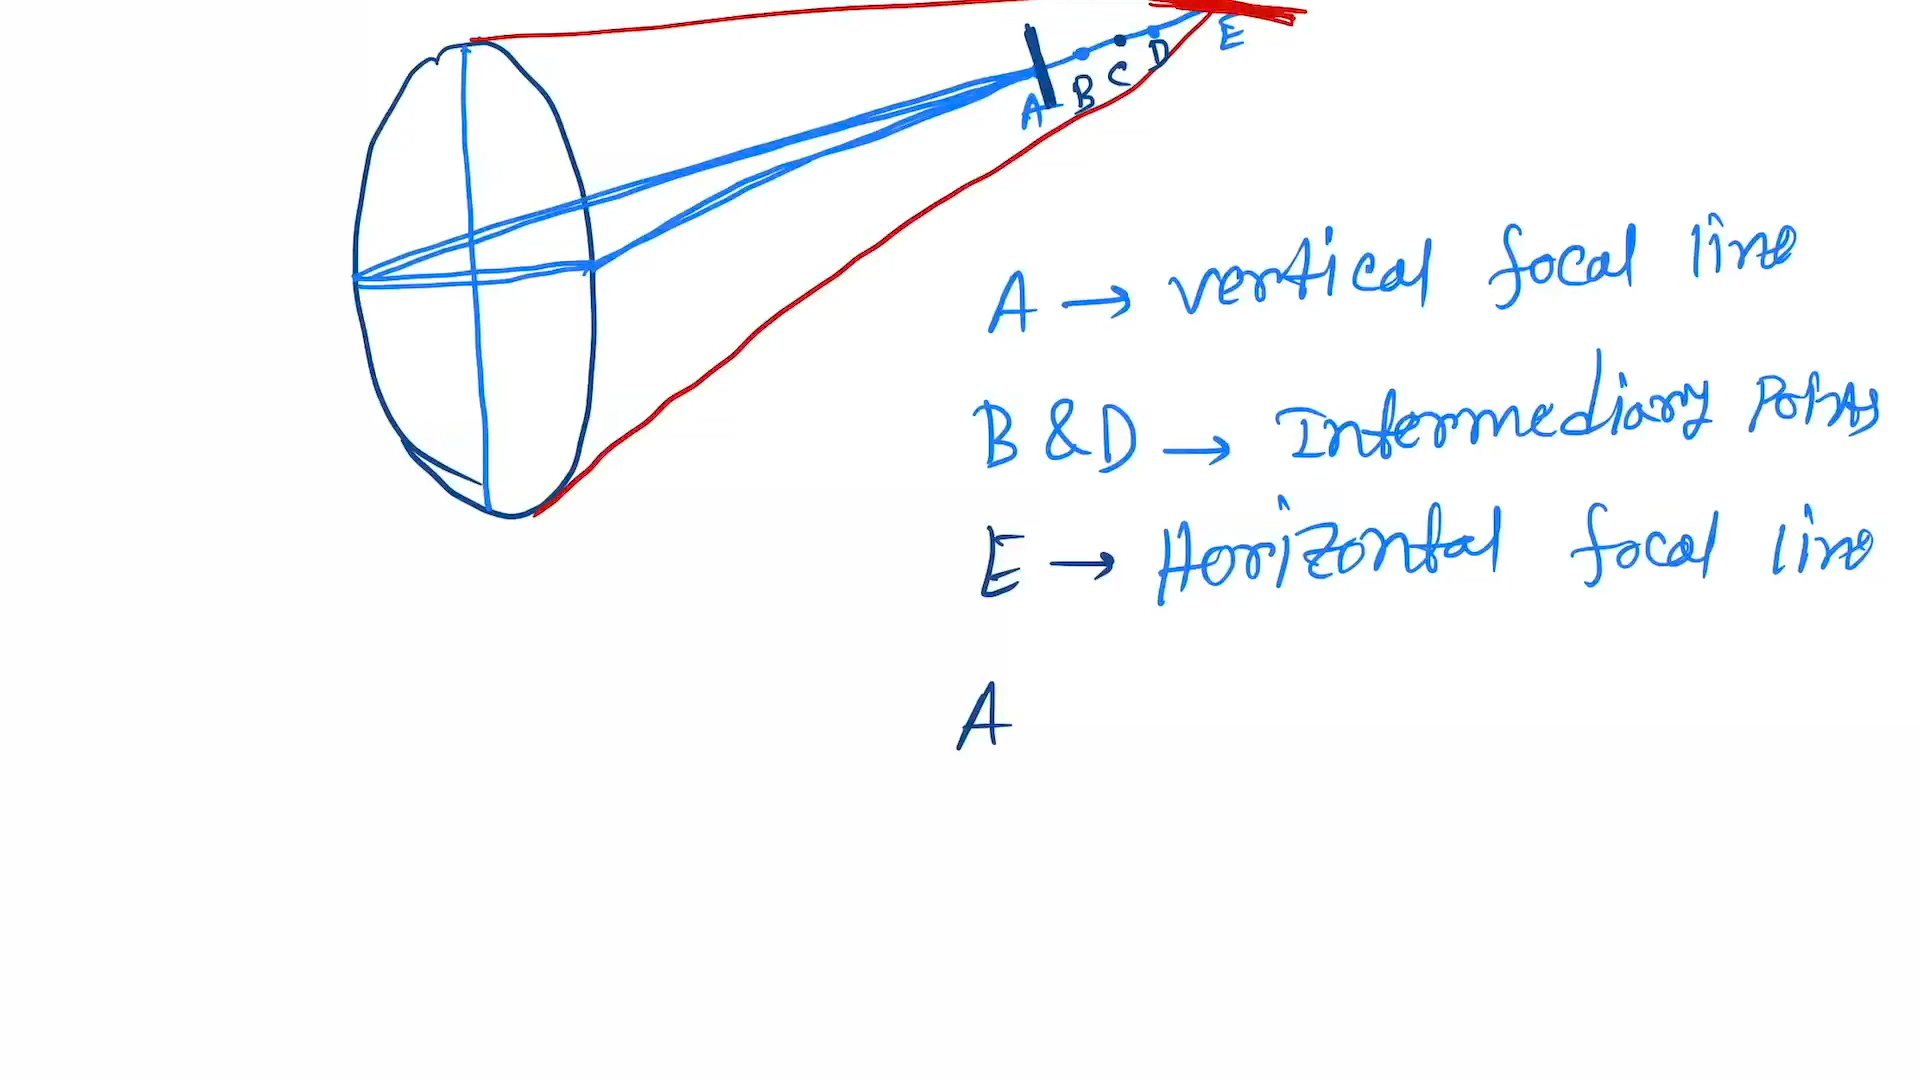 E
D
C
B
A
A → vertical focal line
B & D → Intermediary Points
E → Horizontal focal line
A